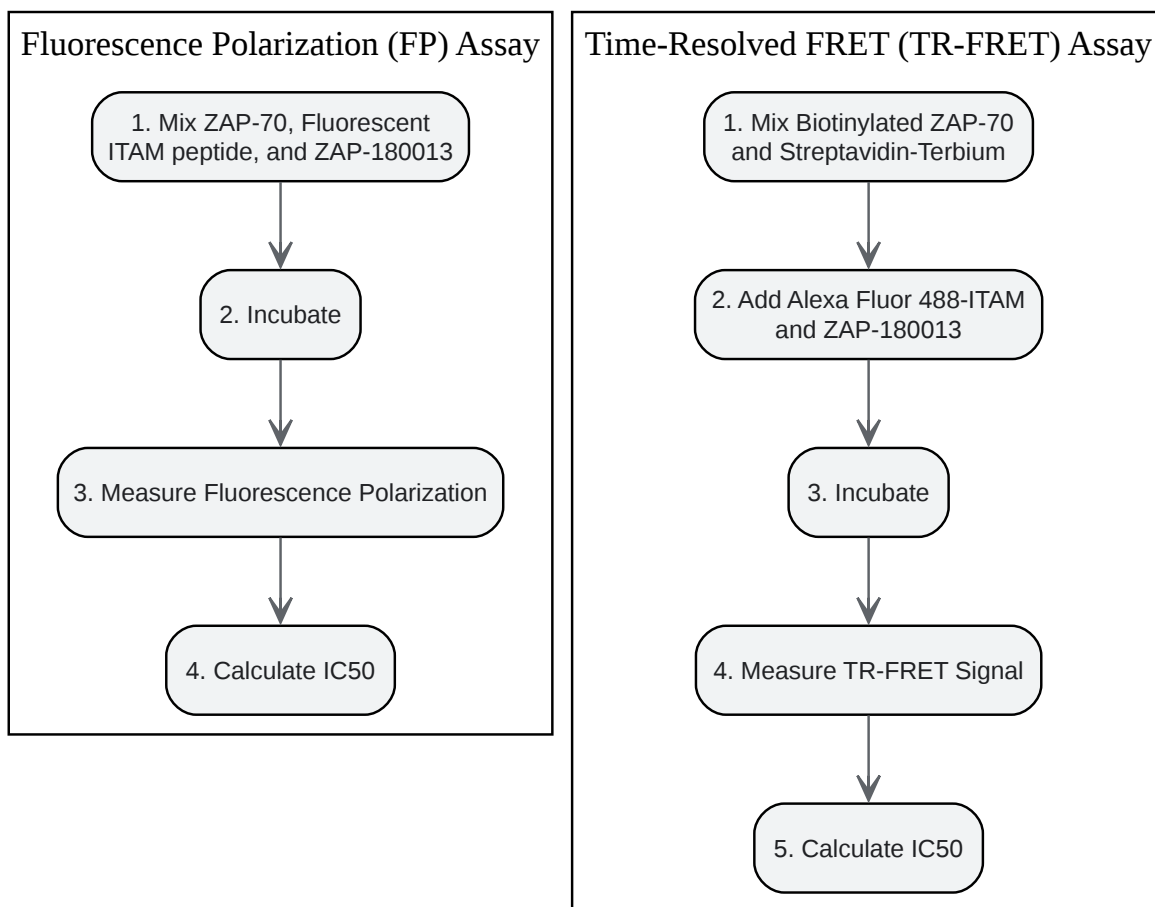 Fluorescence Polarization (FP) Assay
1. Mix ZAP-70, Fluorescent
ITAM peptide, and ZAP-180013
2. Incubate
3. Measure Fluorescence Polarization
4. Calculate IC50
Time-Resolved FRET (TR-FRET) Assay
1. Mix Biotinylated ZAP-70
and Streptavidin-Terbium
2. Add Alexa Fluor 488-ITAM
and ZAP-180013
3. Incubate
4. Measure TR-FRET Signal
5. Calculate IC50